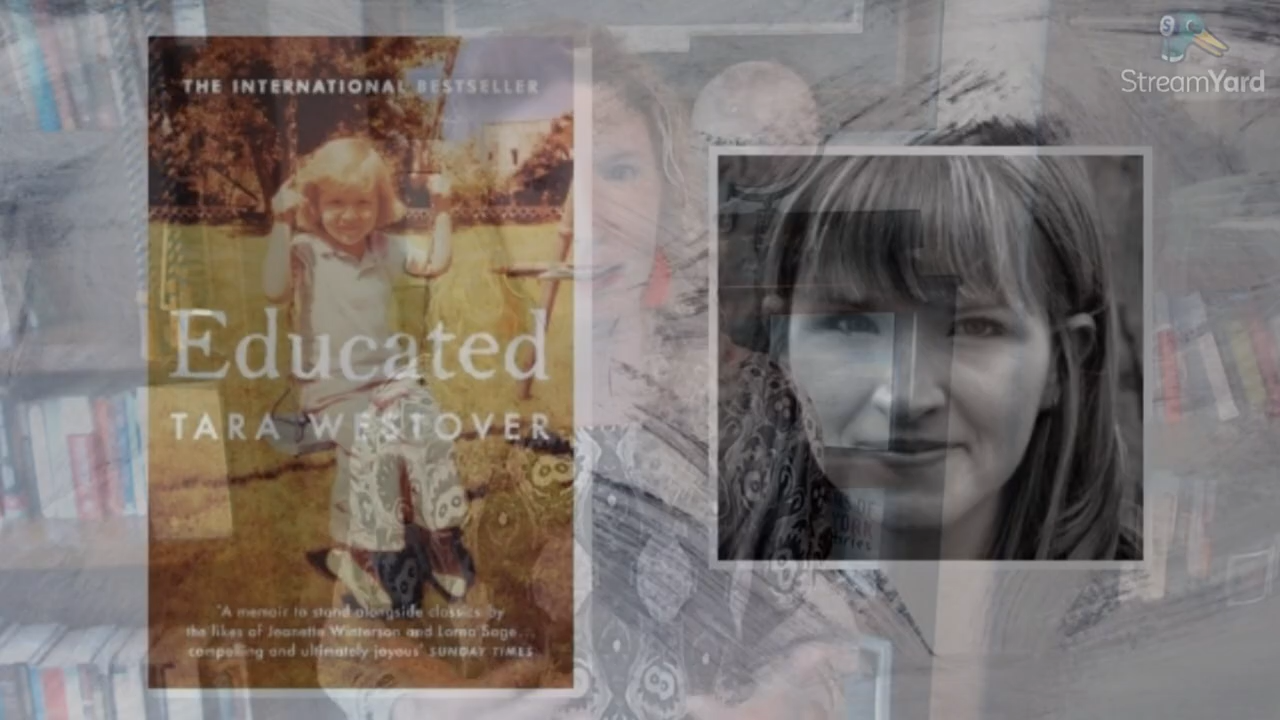 StreamYard
THE INTERNATIONAL BESTSELLER
Educated
TARA WESTOVER
'A memoir to stand alongside classics by
the likes of Jeanette Winterson and Lorna Sage...
compelling and ultimately joyous' SUNDAY TIMES
OF